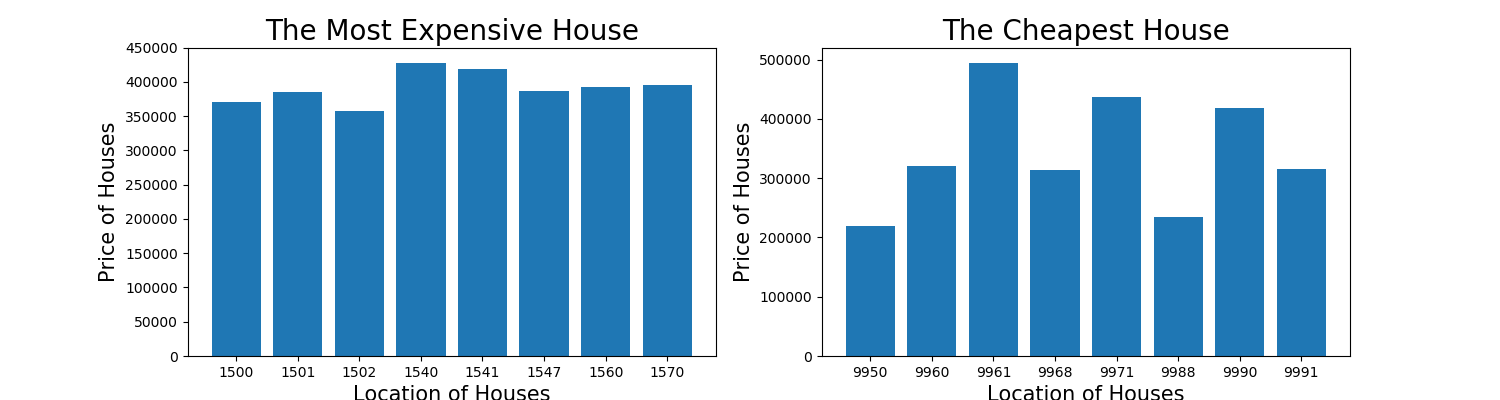 The Most Expensive House
Price of Houses
450000
400000
350000
300000
250000
200000
150000
100000
50000
0
1500 1501 1502 1540 1541 1547 1560 1570
Location of Houses
The Cheapest House
Price of Houses
500000
400000
300000
200000
100000
0
9950 9960 9961 9968 9971 9988 9990 9991
Location of Houses